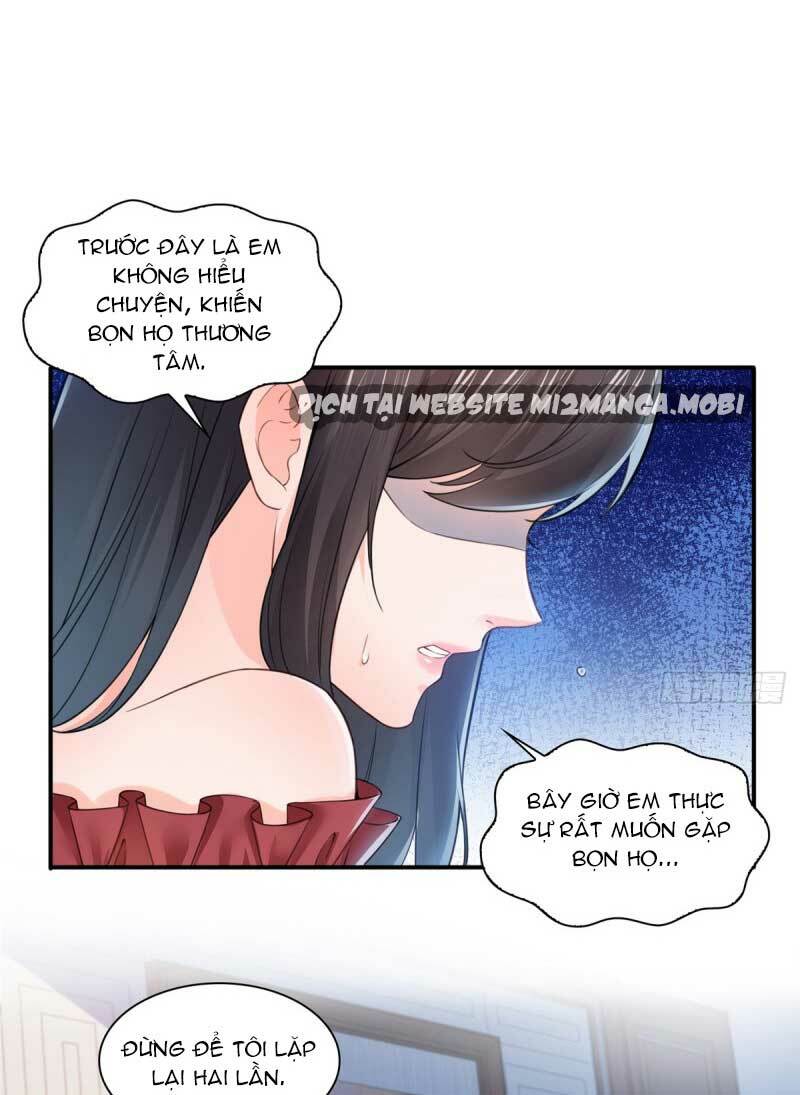 TRƯỚC ĐÂY LÀ EM
KHÔNG HIỂU
CHUYỆN, KHIẾN
BỌN HỌ THƯƠNG
TÂM.
DỊCH TẠI WEBSITE MI2MANGA.MOBI
BÂY GIỜ EM THỰC
SỰ RẤT MUỐN GẶP
BỌN HỌ...
ĐỪNG ĐỂ TÔI LẶP
LẠI HAI LẦN.